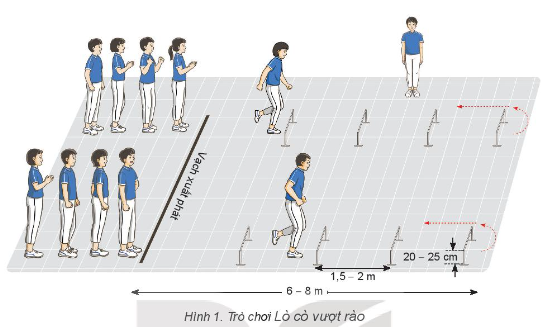 Vạch xuất phát
20 – 25 cm
1,5 – 2 m
6 – 8 m
Hình 1. Trò chơi Lò cò vượt rào